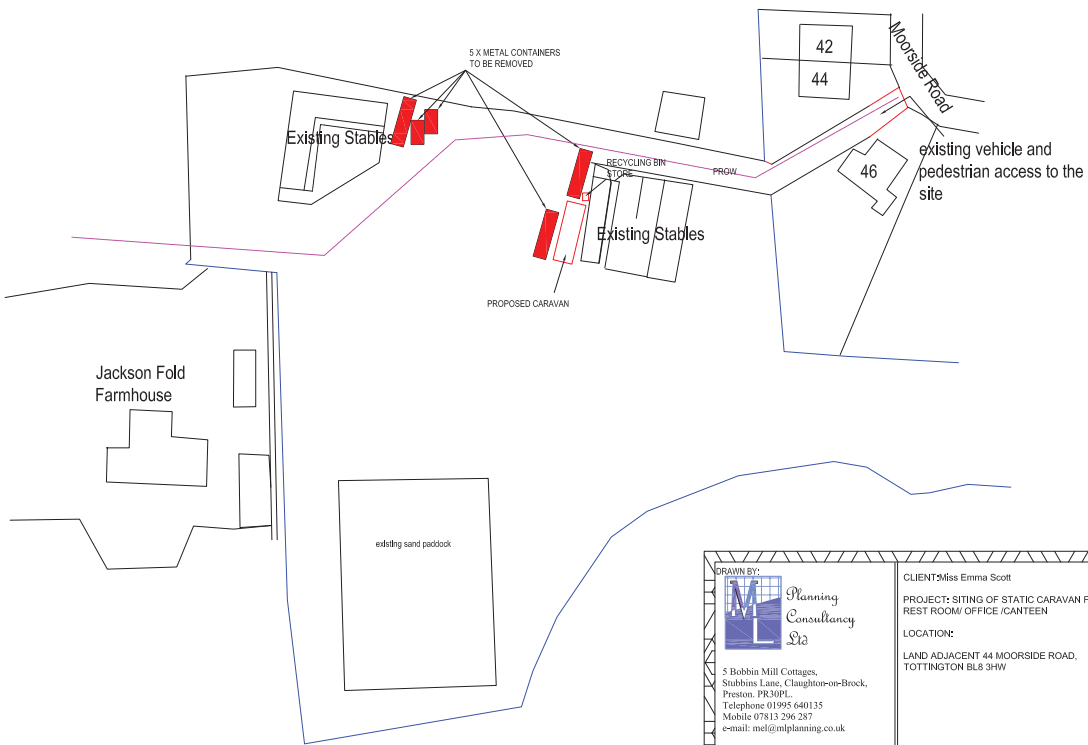 5 X METAL CONTAINERS
TO BE REMOVED
42
44
Moorside Road
Existing Stables
RECYCLING BIN
STORE
PROW
46
existing vehicle and
pedestrian access to the
site
Existing Stables
PROPOSED CARAVAN
Jackson Fold
Farmhouse
existing sand paddock
DRAWN BY:
ML
Planning
Consultancy
Ltd
5 Bobbin Mill Cottages,
Stubbins Lane, Claughton-on-Brock,
Preston. PR30PL.
Telephone 01995 640135
Mobile 07813 296 287
e-mail: mel@mlplanning.co.uk
CLIENT:Miss Emma Scott
PROJECT: SITING OF STATIC CARAVAN F
REST ROOM/ OFFICE /CANTEEN
LOCATION:
LAND ADJACENT 44 MOORSIDE ROAD,
TOTTINGTON BL8 3HW